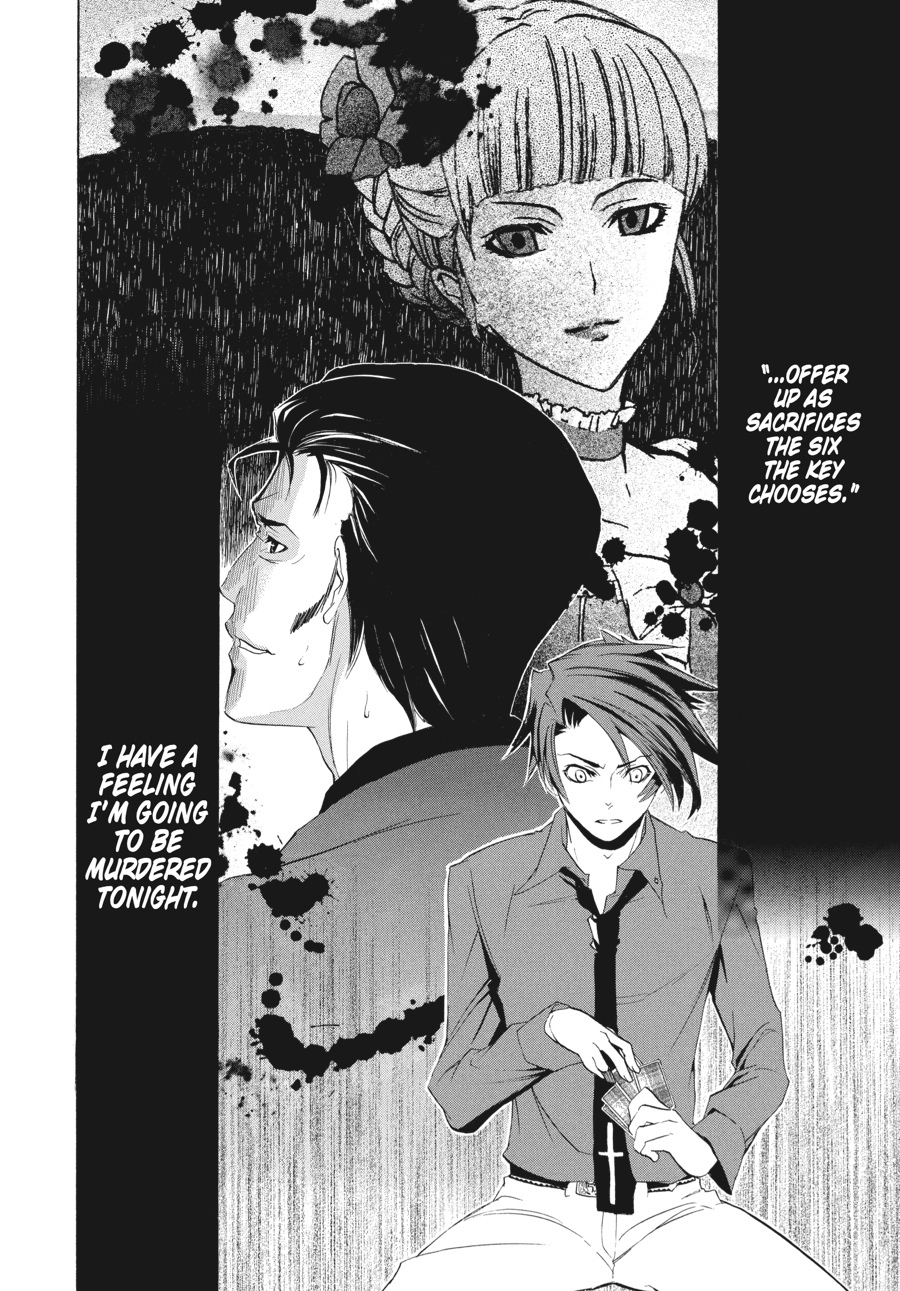 "...OFFER
UP AS
SACRIFICES
THE SIX
THE KEY
CHOOSES."
I HAVE A
FEELING
I'M GOING
TO BE
MURDERED
TONIGHT.